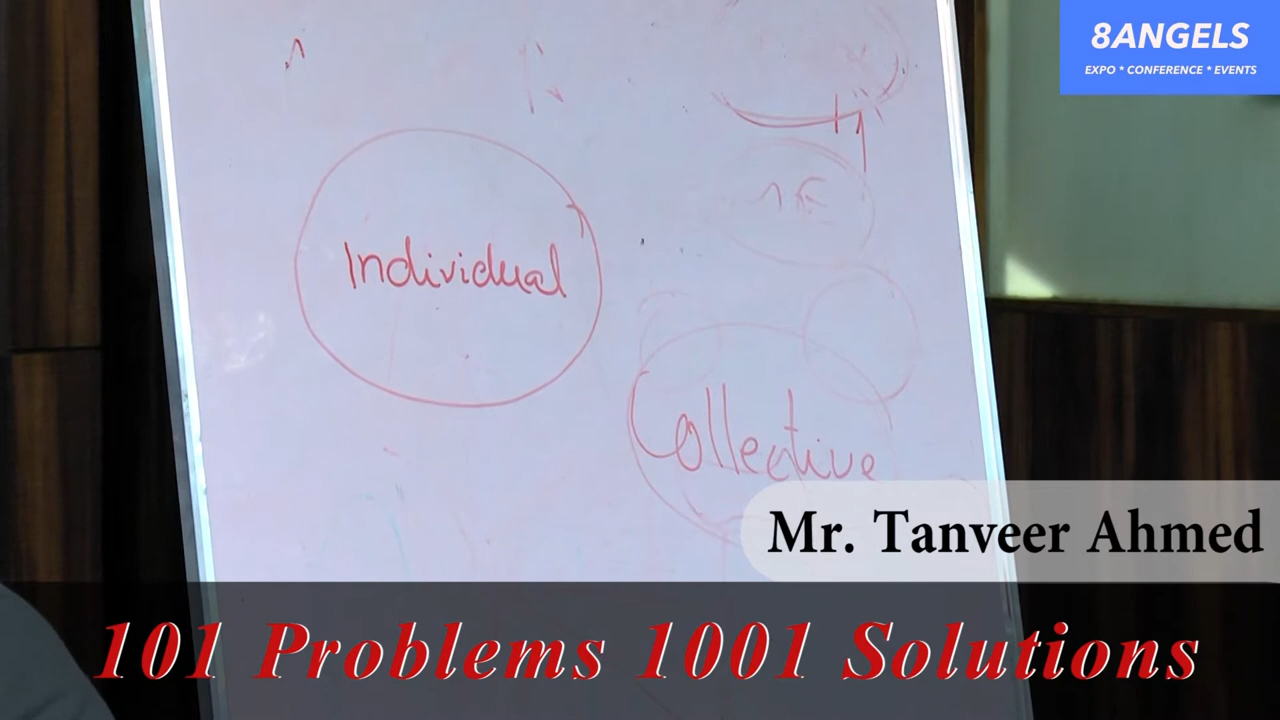 8ANGELS
EXPO * CONFERENCE * EVENTS
Individual
Collective
Mr. Tanveer Ahmed
101 Problems 1001 Solutions